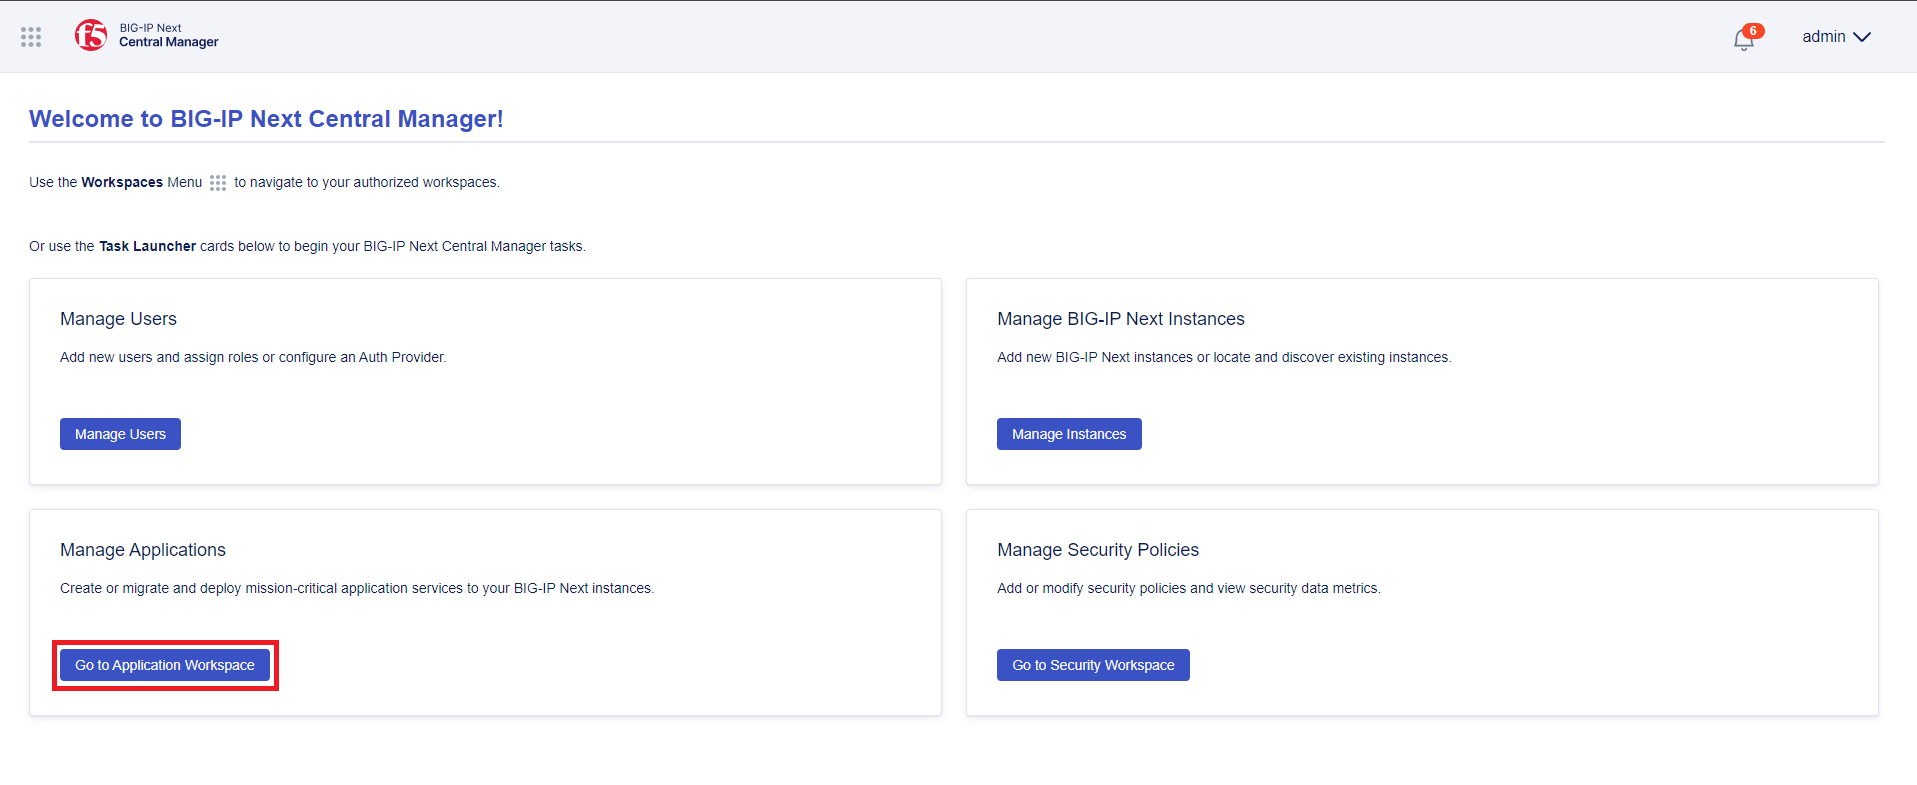 f5
BIG-IP Next
Central Manager
6
admin
Welcome to BIG-IP Next Central Manager!
Use the Workspaces Menu to navigate to your authorized workspaces.
Or use the Task Launcher cards below to begin your BIG-IP Next Central Manager tasks.
Manage Users
Add new users and assign roles or configure an Auth Provider.
Manage Users
Manage BIG-IP Next Instances
Add new BIG-IP Next instances or locate and discover existing instances.
Manage Instances
Manage Applications
Create or migrate and deploy mission-critical application services to your BIG-IP Next instances.
Go to Application Workspace
Manage Security Policies
Add or modify security policies and view security data metrics.
Go to Security Workspace